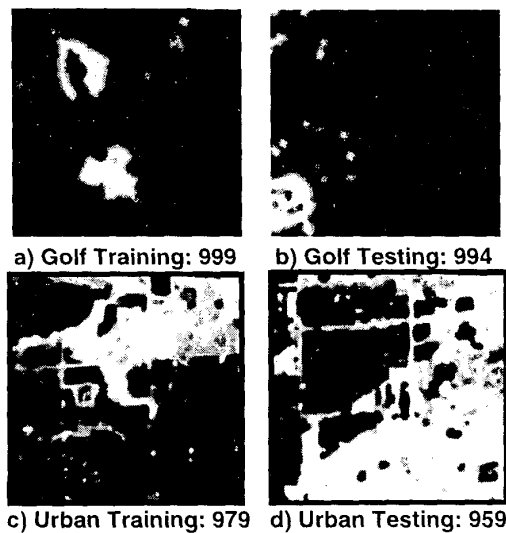 a) Golf Training: 999
b) Golf Testing: 994
c) Urban Training: 979
d) Urban Testing: 959